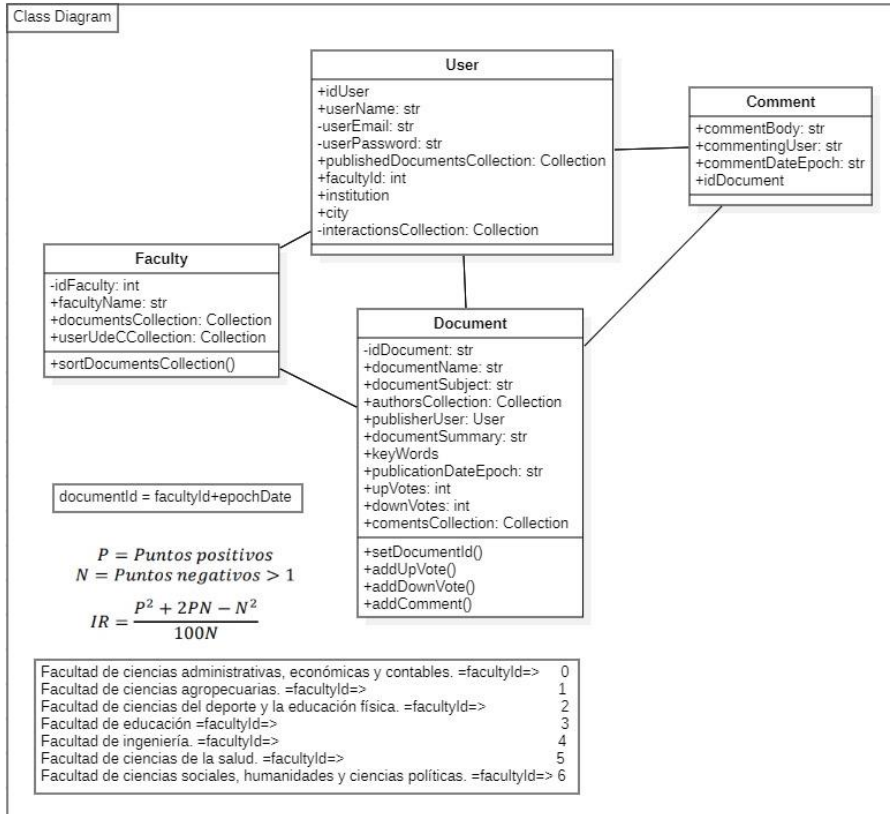 Class Diagram
User
+idUser
+userName: str
-userEmail: str
-userPassword: str
+publishedDocumentsCollection: Collection
+facultyId: int
+institution
+city
-interactionsCollection: Collection
Comment
+commentBody: str
+commentingUser: str
+commentDateEpoch: str
+idDocument
Faculty
-idFaculty: int
+facultyName: str
+documentsCollection: Collection
+userUdeCCollection: Collection
+sortDocumentsCollection()
Document
-idDocument: str
+documentName: str
+documentSubject: str
+authorsCollection: Collection
+publisherUser: User
+documentSummary: str
+keyWords
+publicationDateEpoch: str
+upVotes: int
+downVotes: int
+comentsCollection: Collection
+setDocumentId()
+addUpVote()
+addDownVote()
+addComment()
documentId = facultyId+epochDate
P = Puntos positivos
N = Puntos negativos > 1
IR = (P² + 2PN − N²) / 100N
Facultad de ciencias administrativas, económicas y contables. =facultyId=> 0
Facultad de ciencias agropecuarias. =facultyId=> 1
Facultad de ciencias del deporte y la educación física. =facultyId=> 2
Facultad de educación =facultyId=> 3
Facultad de ingeniería. =facultyId=> 4
Facultad de ciencias de la salud. =facultyId=> 5
Facultad de ciencias sociales, humanidades y ciencias políticas. =facultyId=> 6